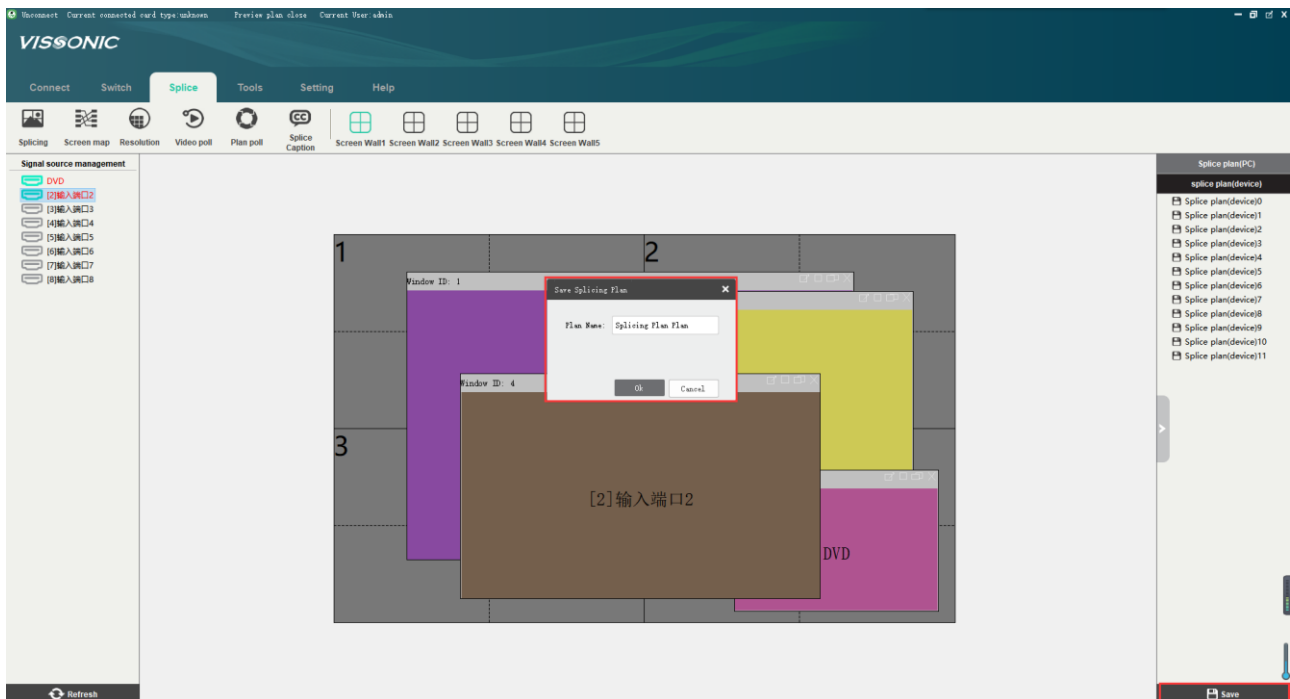 Unconnect Current connected card type:unknown Preview plan close Current User:admin
VISSONIC
Connect Switch Splice Tools Setting Help
Splicing Screen map Resolution Video poll Plan poll Splice Caption Screen Wall1 Screen Wall2 Screen Wall3 Screen Wall4 Screen Wall5
Signal source management
DVD
[2]输入端口2
[3]输入端口3
[4]输入端口4
[5]输入端口5
[6]输入端口6
[7]输入端口7
[8]输入端口8
Refresh
1 2
3
Window ID: 1
Window ID: 4
[2]输入端口2
DVD
Save Splicing Plan
Plan Name: Splicing Plan Plan
Ok Cancel
Splice plan(PC)
splice plan(device)
Splice plan(device)0
Splice plan(device)1
Splice plan(device)2
Splice plan(device)3
Splice plan(device)4
Splice plan(device)5
Splice plan(device)6
Splice plan(device)7
Splice plan(device)8
Splice plan(device)9
Splice plan(device)10
Splice plan(device)11
Save